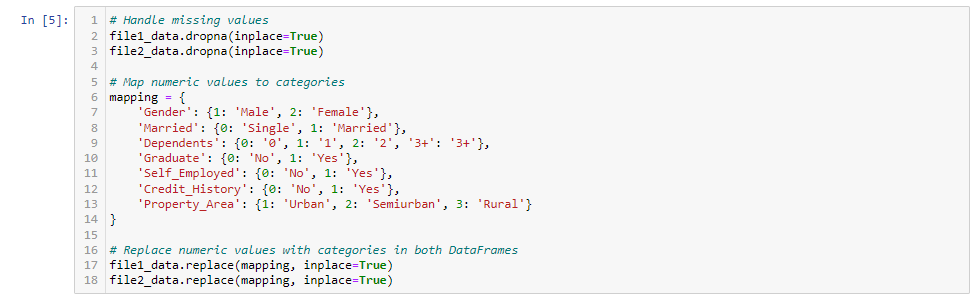 In [5]:
1 # Handle missing values
2 file1_data.dropna(inplace=True)
3 file2_data.dropna(inplace=True)
4
5 # Map numeric values to categories
6 mapping = {
7     'Gender': {1: 'Male', 2: 'Female'},
8     'Married': {0: 'Single', 1: 'Married'},
9     'Dependents': {0: '0', 1: '1', 2: '2', '3+': '3+'},
10     'Graduate': {0: 'No', 1: 'Yes'},
11     'Self_Employed': {0: 'No', 1: 'Yes'},
12     'Credit_History': {0: 'No', 1: 'Yes'},
13     'Property_Area': {1: 'Urban', 2: 'Semiurban', 3: 'Rural'}
14 }
15
16 # Replace numeric values with categories in both DataFrames
17 file1_data.replace(mapping, inplace=True)
18 file2_data.replace(mapping, inplace=True)